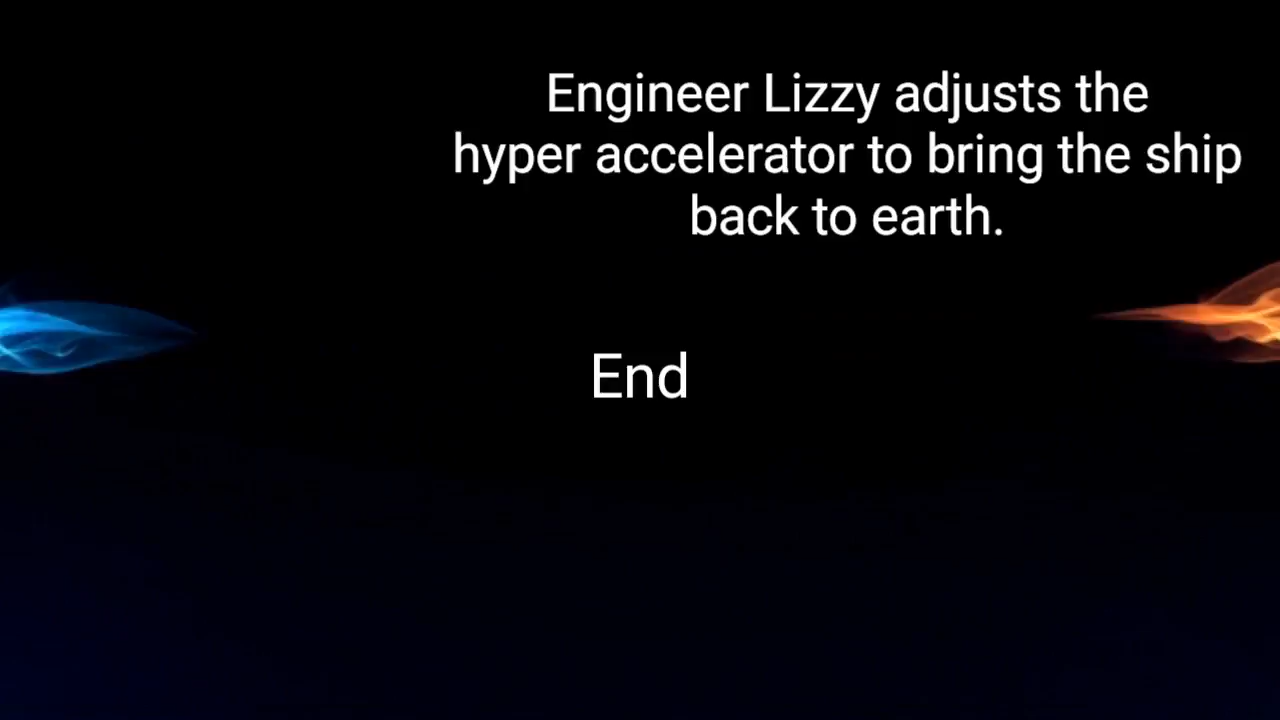 Engineer Lizzy adjusts the
hyper accelerator to bring the ship
back to earth.
End